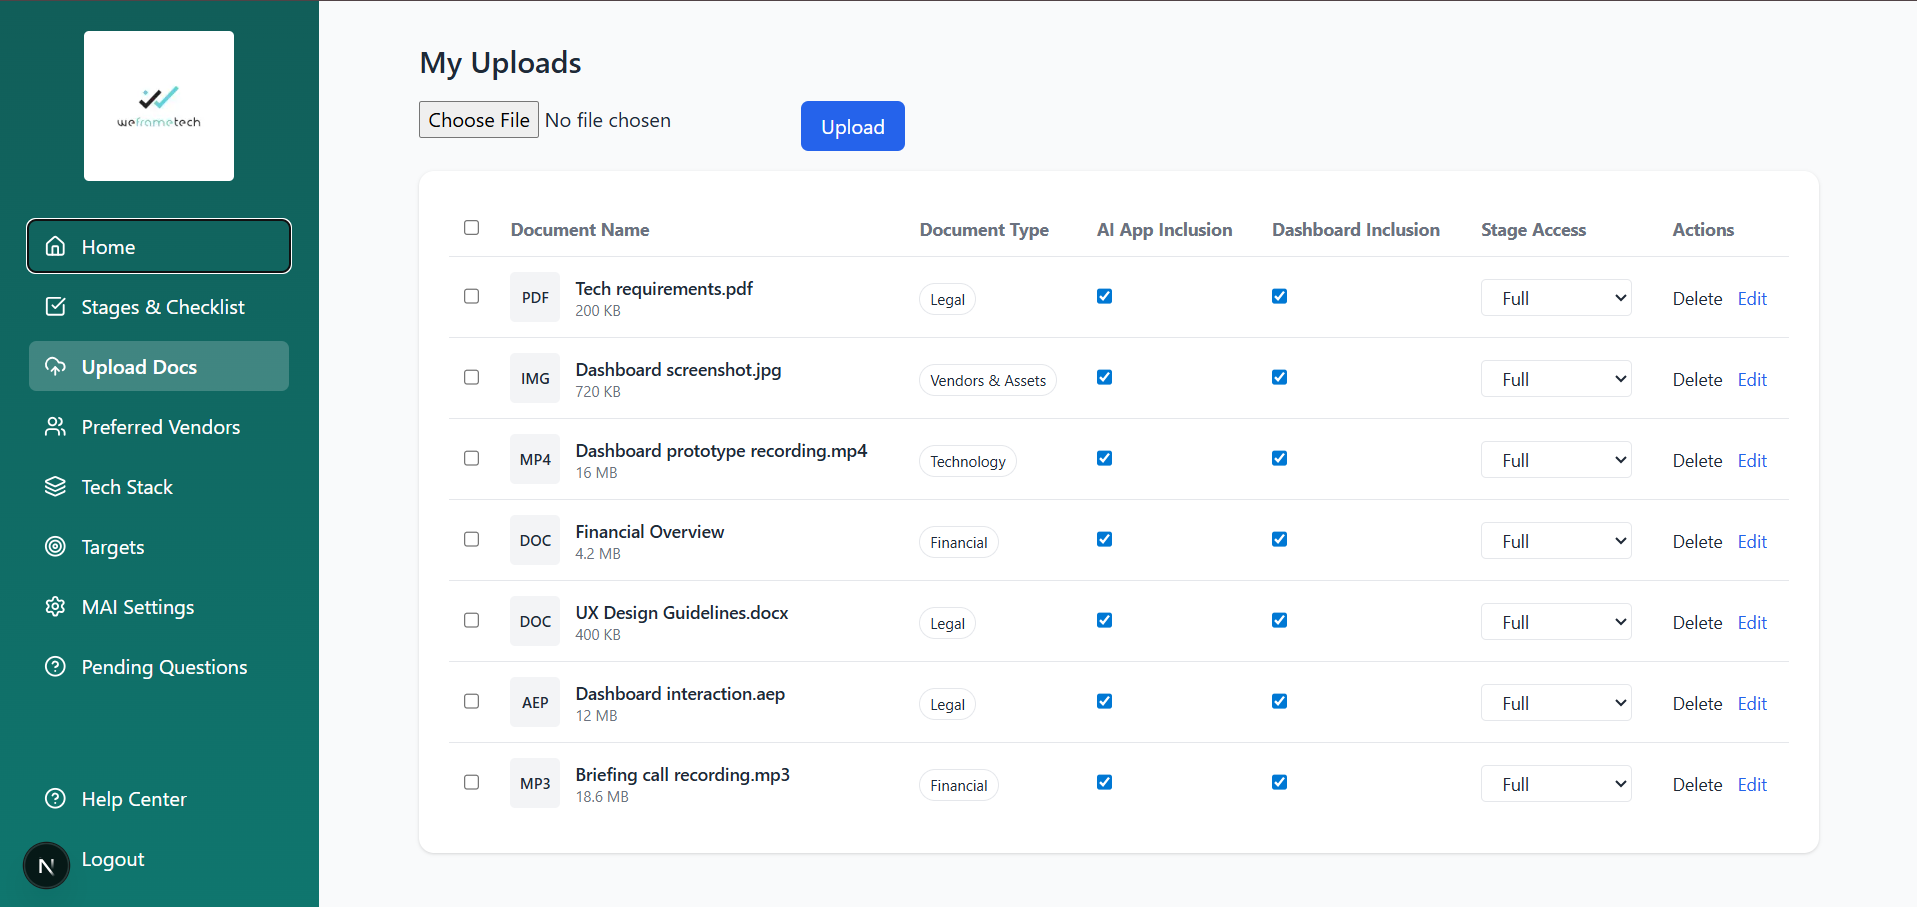 weframetech
Home
Stages & Checklist
Upload Docs
Preferred Vendors
Tech Stack
Targets
MAI Settings
Pending Questions
Help Center
N
Logout
My Uploads
Choose File No file chosen
Upload
Document Name Document Type AI App Inclusion Dashboard Inclusion Stage Access Actions
PDF Tech requirements.pdf Legal Full Delete Edit
200 KB
IMG Dashboard screenshot.jpg Vendors & Assets Full Delete Edit
720 KB
MP4 Dashboard prototype recording.mp4 Technology Full Delete Edit
16 MB
DOC Financial Overview Financial Full Delete Edit
4.2 MB
DOC UX Design Guidelines.docx Legal Full Delete Edit
400 KB
AEP Dashboard interaction.aep Legal Full Delete Edit
12 MB
MP3 Briefing call recording.mp3 Financial Full Delete Edit
18.6 MB